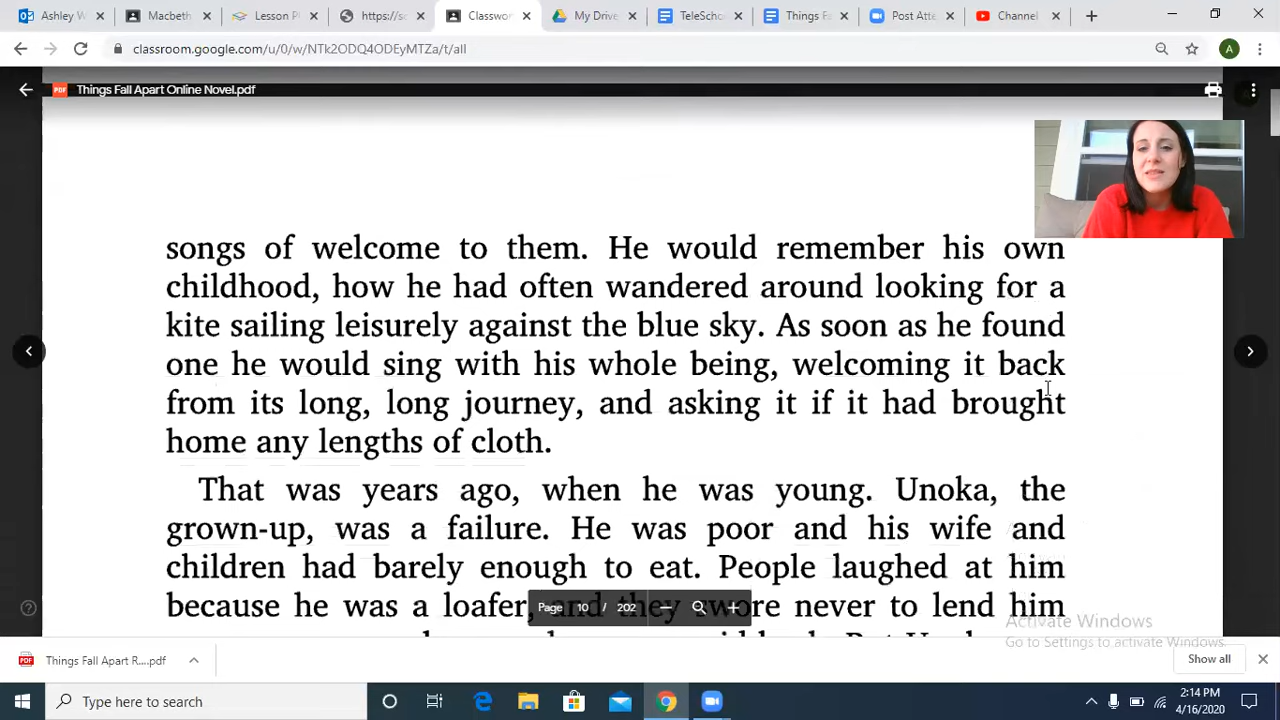 Ashley W
Macbeth
Lesson P
Classwor
My Drive
TeleScho
Things Fa
Post Atta
Channel
classroom.google.com/u/0/w/NTk2ODQ4ODEyMTZa/t/all
A
PDF Things Fall Apart Online Novel.pdf
songs of welcome to them. He would remember his own
childhood, how he had often wandered around looking for a
kite sailing leisurely against the blue sky. As soon as he found
one he would sing with his whole being, welcoming it back
from its long, long journey, and asking it if it had brought
home any lengths of cloth.
That was years ago, when he was young. Unoka, the
grown-up, was a failure. He was poor and his wife and
children had barely enough to eat. People laughed at him
because he was a loafer, and they swore never to lend him
Page 10 / 202
Activate Windows
Go to Settings to activate Windows.
Things Fall Apart R....pdf
Show all
Type here to search
2:14 PM
4/16/2020